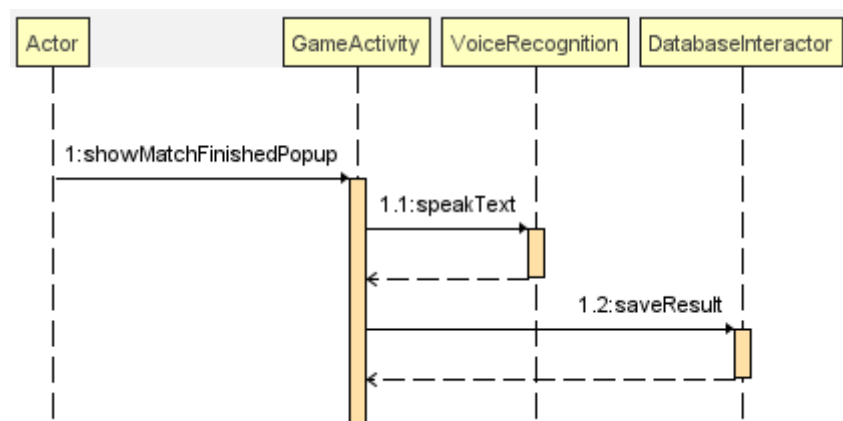 Actor
GameActivity
VoiceRecognition
DatabaseInteractor
1:showMatchFinishedPopup
1.1:speakText
1.2:saveResult